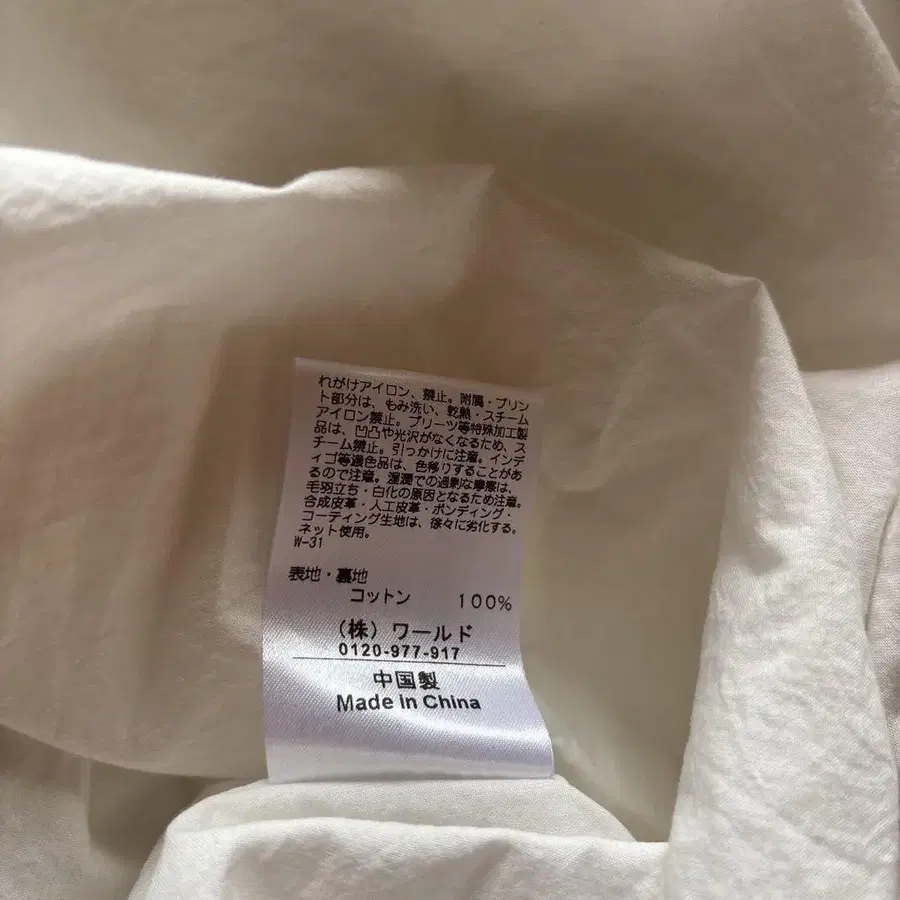 れがけアイロン、禁止。附属・プリン
ト部分は、もみ洗い、乾熱・スチーム
アイロン禁止。プリーツ等特殊加工製
品は、凹凸や光沢がなくなるため、ス
チーム禁止。引っかけに注意。インデ
ィゴ等濃色品は、色移りすることがあ
るので注意。湿潤での過剰な摩擦は、
毛羽立ち・白化の原因となるため注意。
合成皮革・人工皮革・ボンディング・
コーティング生地は、徐々に劣化する。
ネット使用。
W-31
表地・裏地
コットン 100%
(株)ワールド
0120-977-917
中国製
Made in China